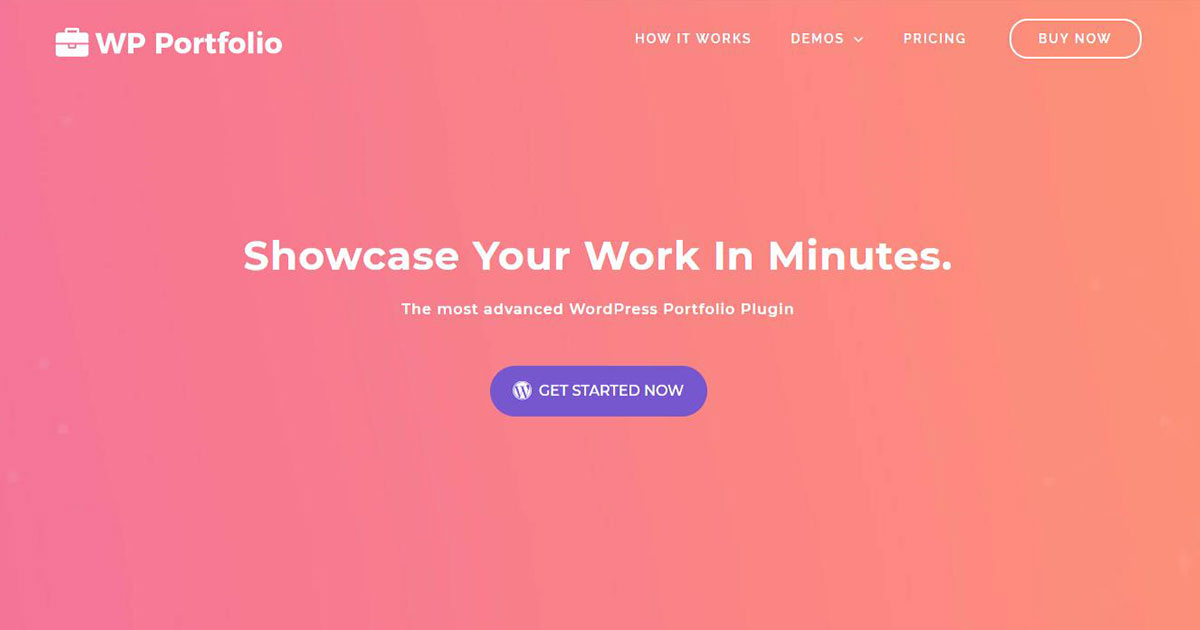 WP Portfolio
HOW IT WORKS
DEMOS
PRICING
BUY NOW
Showcase Your Work In Minutes.
The most advanced WordPress Portfolio Plugin
GET STARTED NOW